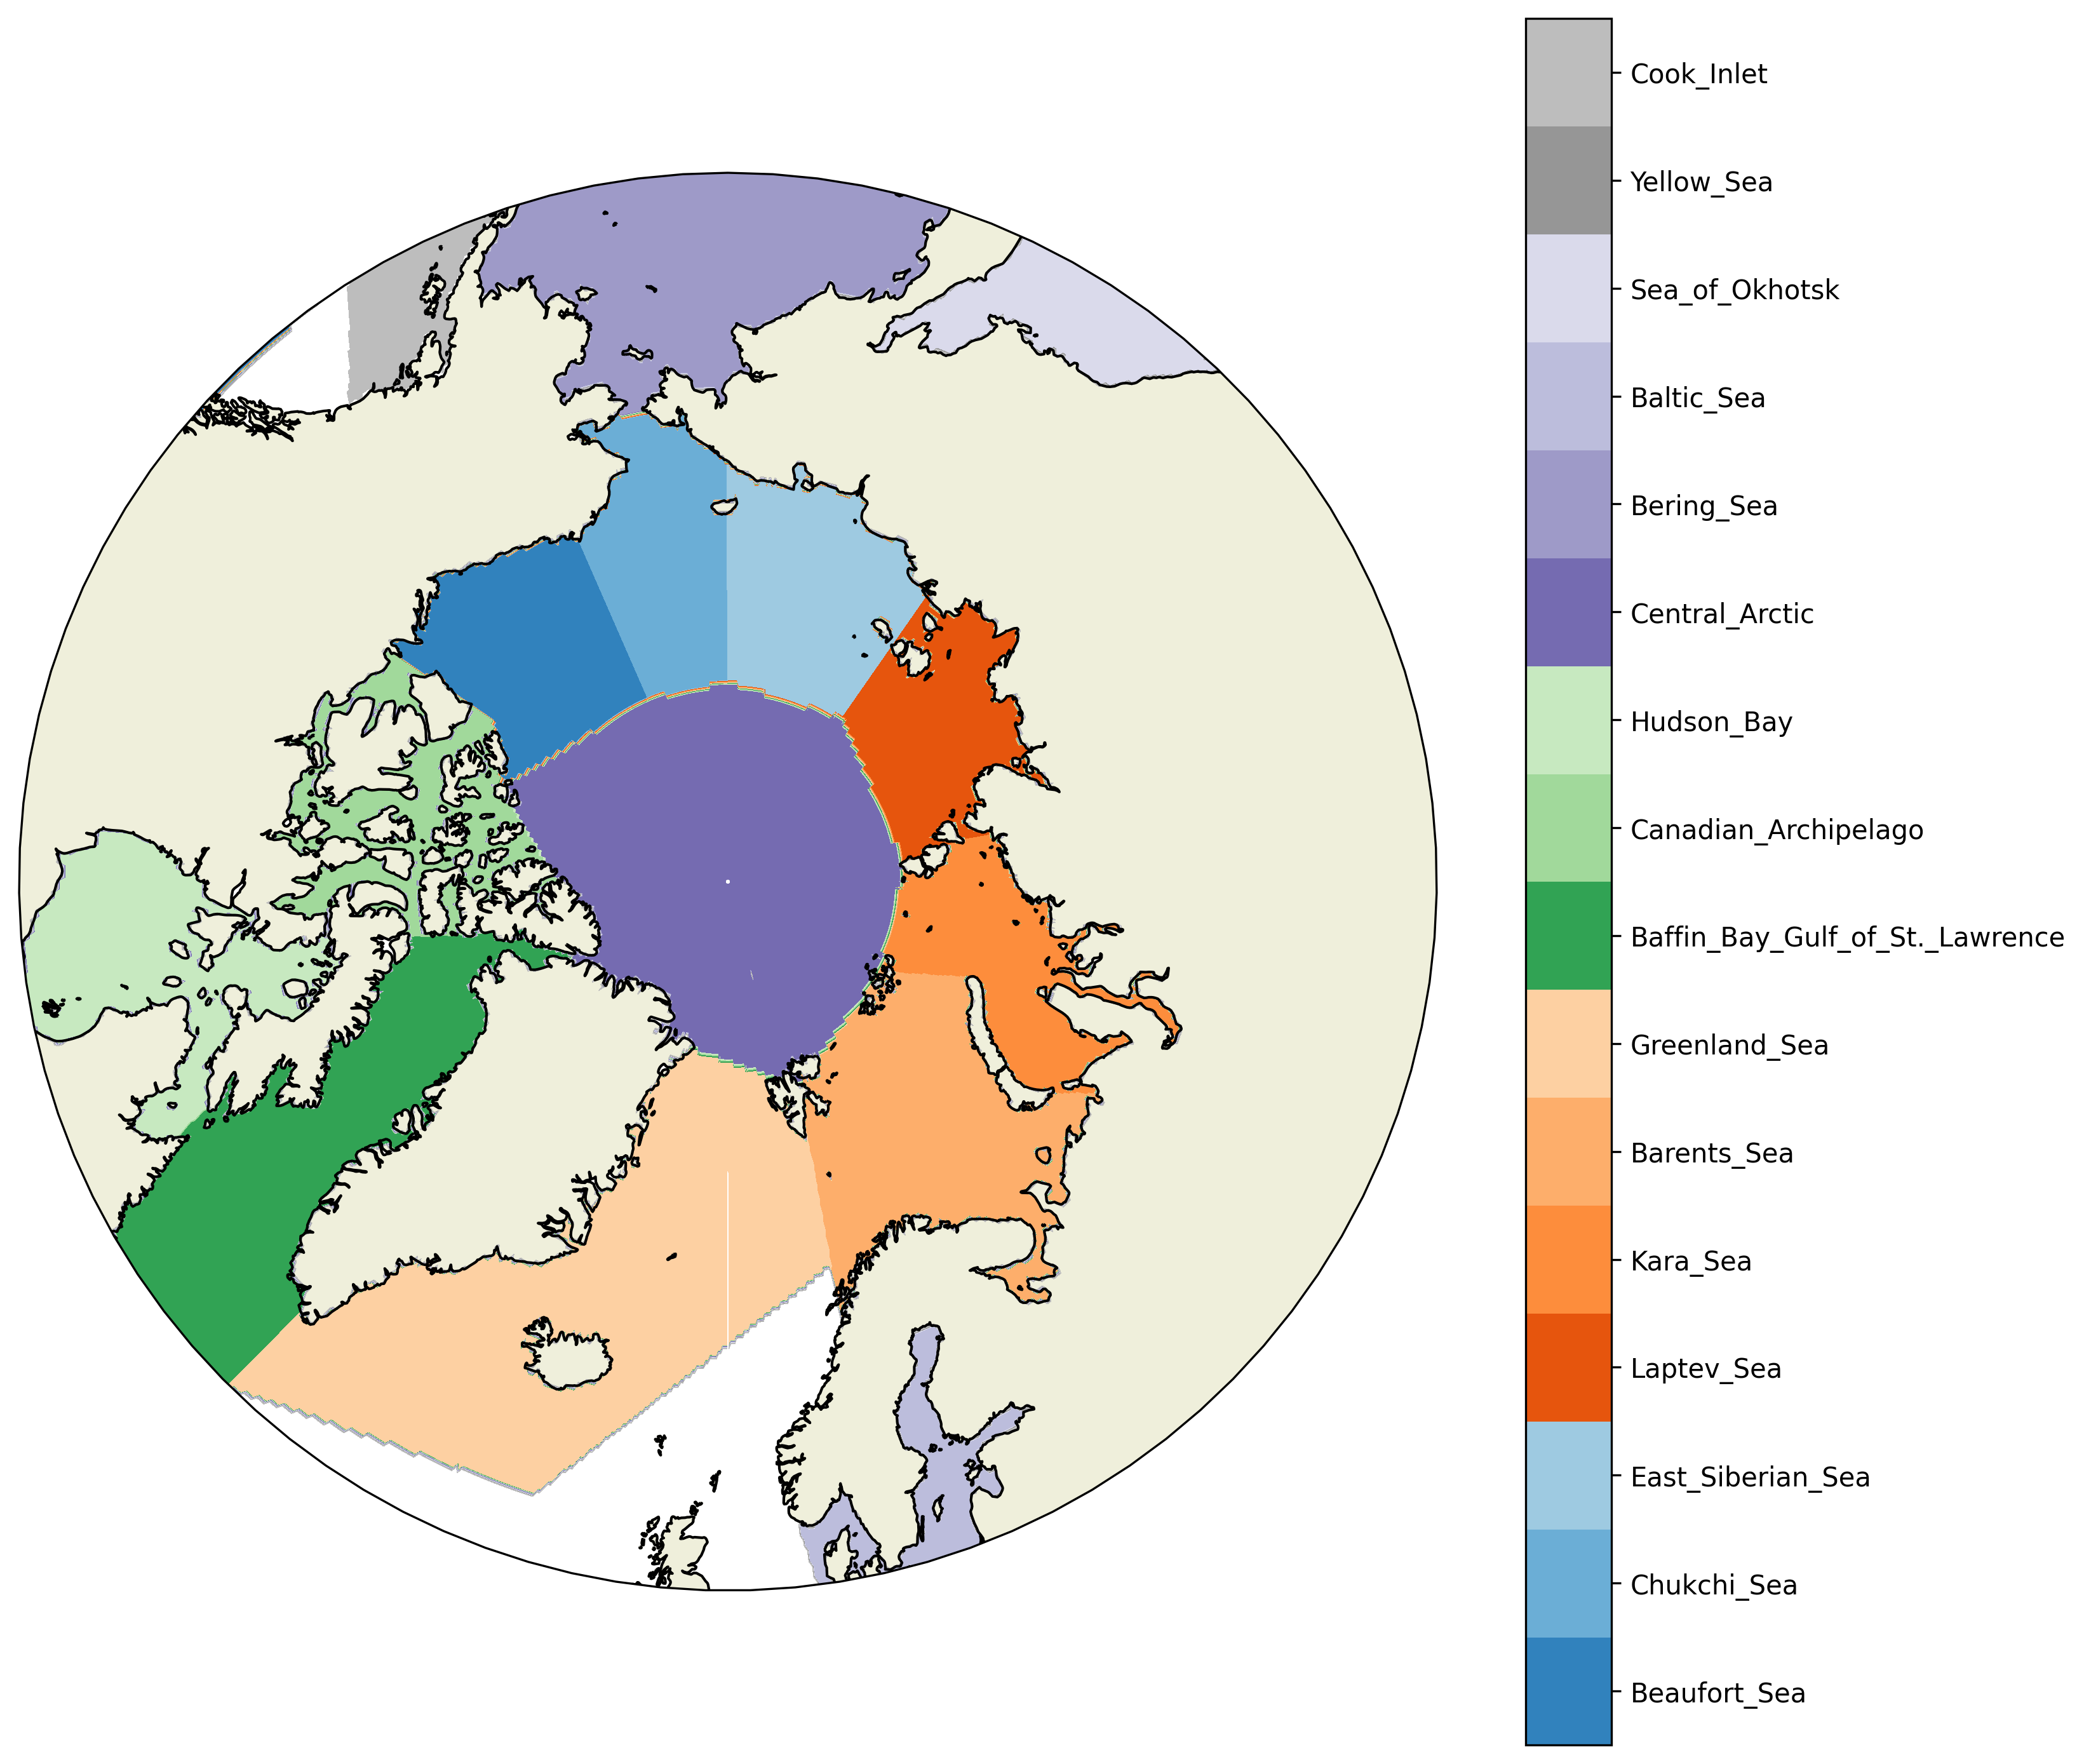 Cook_Inlet
Yellow_Sea
Sea_of_Okhotsk
Baltic_Sea
Bering_Sea
Central_Arctic
Hudson_Bay
Canadian_Archipelago
Baffin_Bay_Gulf_of_St._Lawrence
Greenland_Sea
Barents_Sea
Kara_Sea
Laptev_Sea
East_Siberian_Sea
Chukchi_Sea
Beaufort_Sea